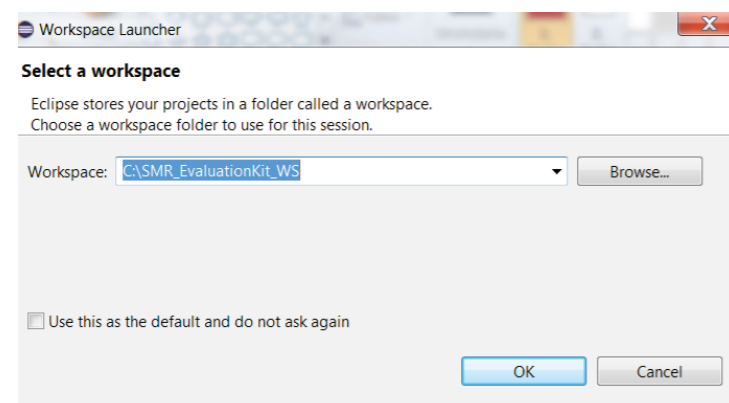 Workspace Launcher
Select a workspace
Eclipse stores your projects in a folder called a workspace.
Choose a workspace folder to use for this session.
Workspace: C:\SMR_EvaluationKit_WS Browse...
Use this as the default and do not ask again
OK Cancel